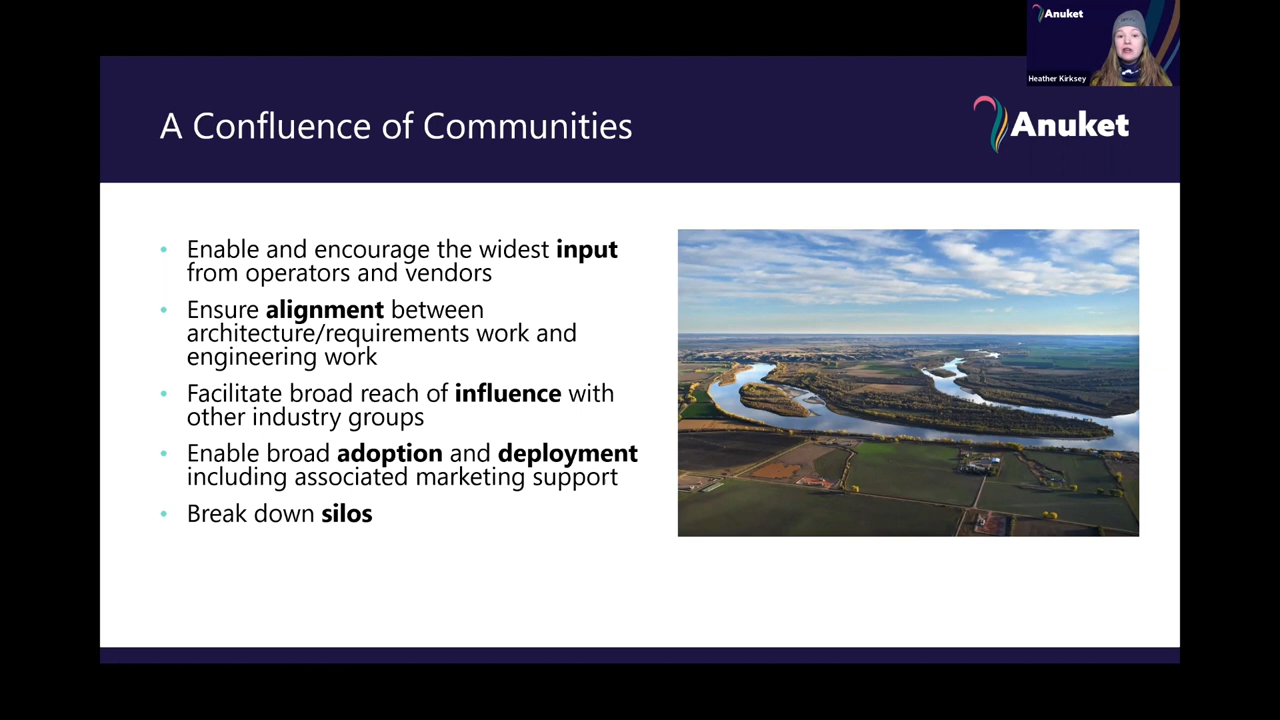 Anuket
Heather Kirksey
A Confluence of Communities
Anuket
• Enable and encourage the widest input
from operators and vendors
• Ensure alignment between
architecture/requirements work and
engineering work
• Facilitate broad reach of influence with
other industry groups
• Enable broad adoption and deployment
including associated marketing support
• Break down silos